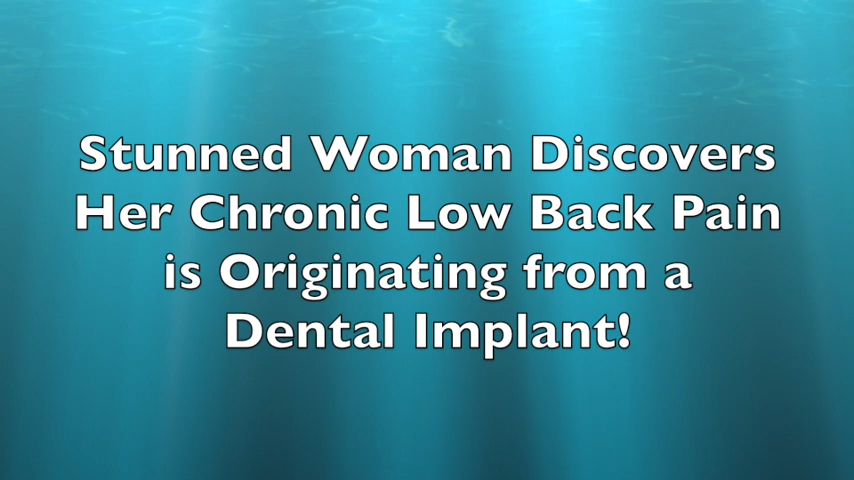 Stunned Woman Discovers
Her Chronic Low Back Pain
is Originating from a
Dental Implant!